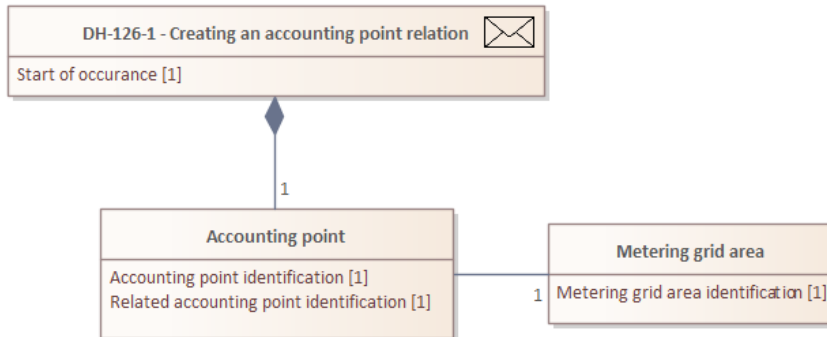 DH-126-1 - Creating an accounting point relation
Start of occurance [1]
1
Accounting point
Accounting point identification [1]
Related accounting point identification [1]
1
Metering grid area
Metering grid area identification [1]